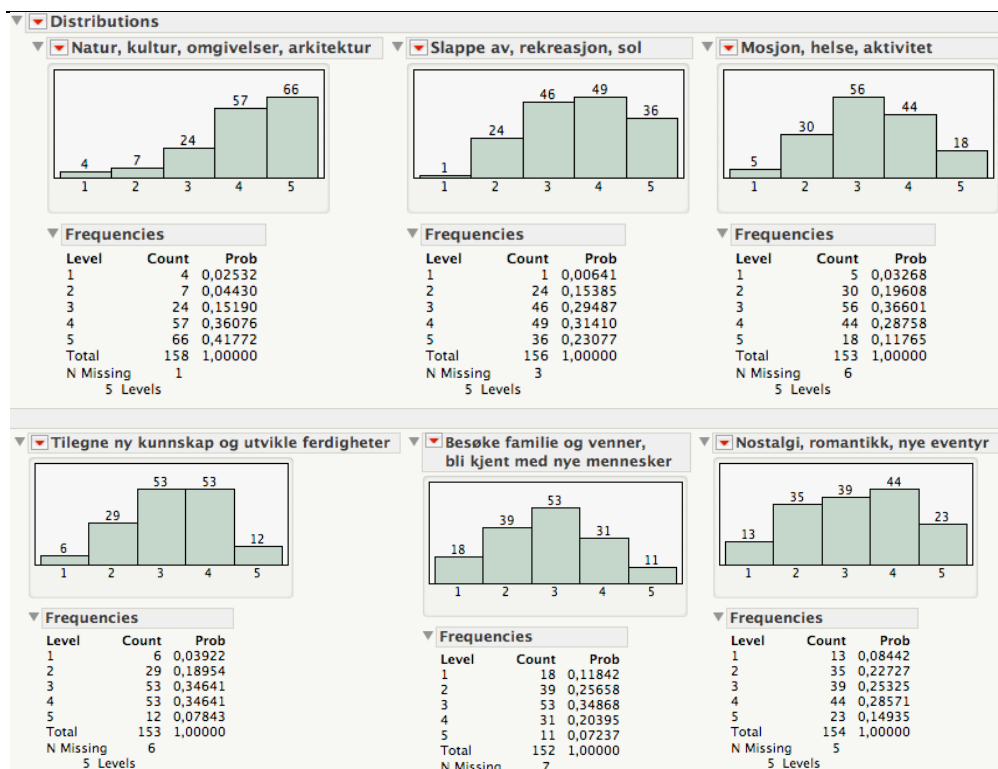 Distributions
Natur, kultur, omgivelser, arkitektur
4 7 24 57 66
1 2 3 4 5
Frequencies
Level Count Prob
1 4 0,02532
2 7 0,04430
3 24 0,15190
4 57 0,36076
5 66 0,41772
Total 158 1,00000
N Missing 1
5 Levels
Slappe av, rekreasjon, sol
1 24 46 49 36
1 2 3 4 5
Frequencies
Level Count Prob
1 1 0,00641
2 24 0,15385
3 46 0,29487
4 49 0,31410
5 36 0,23077
Total 156 1,00000
N Missing 3
5 Levels
Mosjon, helse, aktivitet
5 30 56 44 18
1 2 3 4 5
Frequencies
Level Count Prob
1 5 0,03268
2 30 0,19608
3 56 0,36601
4 44 0,28758
5 18 0,11765
Total 153 1,00000
N Missing 6
5 Levels
Tilegne ny kunnskap og utvikle ferdigheter
6 29 53 53 12
1 2 3 4 5
Frequencies
Level Count Prob
1 6 0,03922
2 29 0,18954
3 53 0,34641
4 53 0,34641
5 12 0,07843
Total 153 1,00000
N Missing 6
5 Levels
Besøke familie og venner,
bli kjent med nye mennesker
18 39 53 31 11
1 2 3 4 5
Frequencies
Level Count Prob
1 18 0,11842
2 39 0,25658
3 53 0,34868
4 31 0,20395
5 11 0,07237
Total 152 1,00000
N Missing 7
Nostalgi, romantikk, nye eventyr
13 35 39 44 23
1 2 3 4 5
Frequencies
Level Count Prob
1 13 0,08442
2 35 0,22727
3 39 0,25325
4 44 0,28571
5 23 0,14935
Total 154 1,00000
N Missing 5
5 Levels